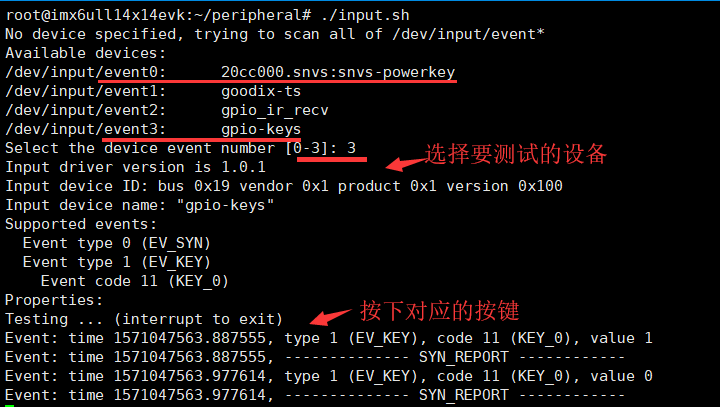 root@imx6ull14x14evk:~/peripheral# ./input.sh
No device specified, trying to scan all of /dev/input/event*
Available devices:
/dev/input/event0:      20cc000.snvs:snvs-powerkey
/dev/input/event1:      goodix-ts
/dev/input/event2:      gpio_ir_recv
/dev/input/event3:      gpio-keys
Select the device event number [0-3]: 3
选择要测试的设备
Input driver version is 1.0.1
Input device ID: bus 0x19 vendor 0x1 product 0x1 version 0x100
Input device name: "gpio-keys"
Supported events:
  Event type 0 (EV_SYN)
  Event type 1 (EV_KEY)
    Event code 11 (KEY_0)
Properties:
按下对应的按键
Testing ... (interrupt to exit)
Event: time 1571047563.887555, type 1 (EV_KEY), code 11 (KEY_0), value 1
Event: time 1571047563.887555, -------------- SYN_REPORT ------------
Event: time 1571047563.977614, type 1 (EV_KEY), code 11 (KEY_0), value 0
Event: time 1571047563.977614, -------------- SYN_REPORT ------------